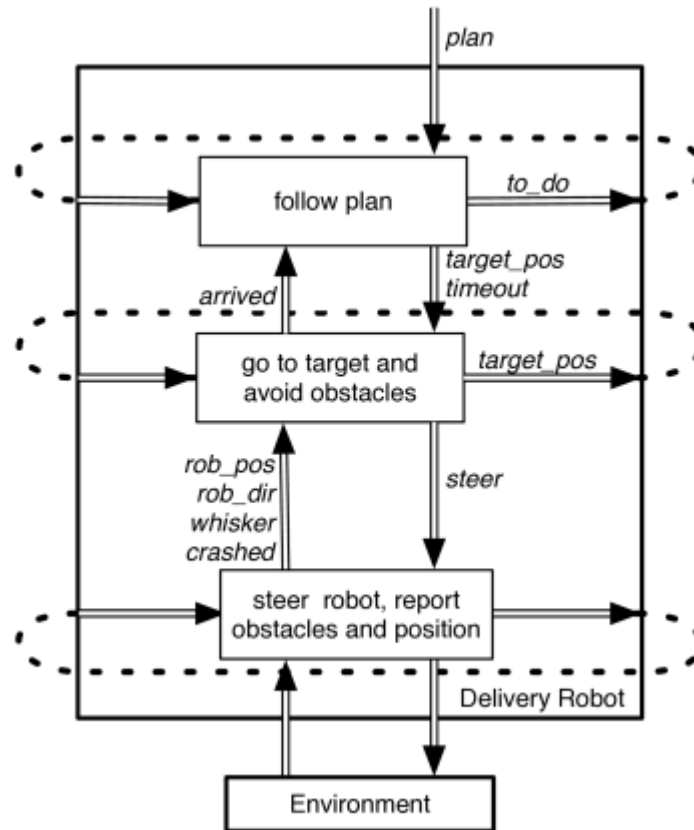 plan
follow plan
to_do
arrived
target_pos
timeout
go to target and
avoid obstacles
target_pos
rob_pos
rob_dir
whisker
crashed
steer
steer robot, report
obstacles and position
Delivery Robot
Environment